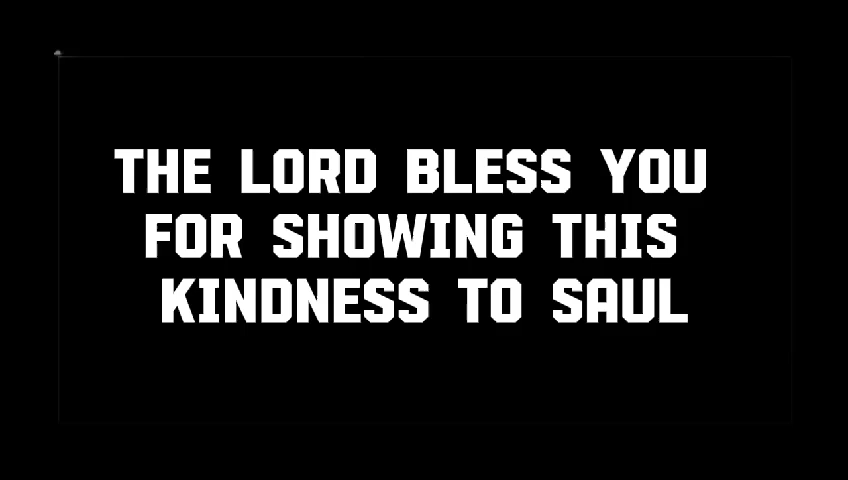 THE LORD BLESS YOU
FOR SHOWING THIS
KINDNESS TO SAUL